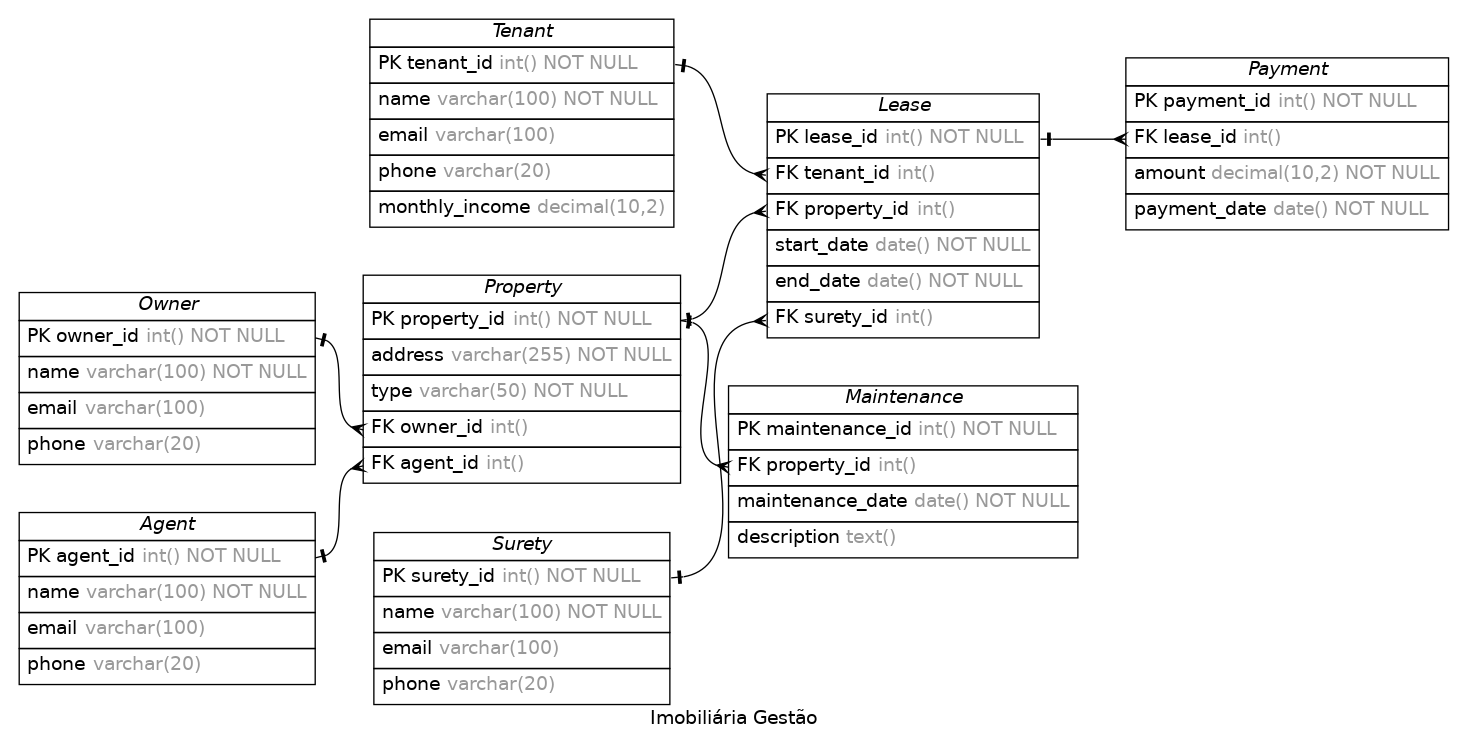 Tenant
PK tenant_id int() NOT NULL
name varchar(100) NOT NULL
email varchar(100)
phone varchar(20)
monthly_income decimal(10,2)
Lease
PK lease_id int() NOT NULL
FK tenant_id int()
FK property_id int()
start_date date() NOT NULL
end_date date() NOT NULL
FK surety_id int()
Payment
PK payment_id int() NOT NULL
FK lease_id int()
amount decimal(10,2) NOT NULL
payment_date date() NOT NULL
Owner
PK owner_id int() NOT NULL
name varchar(100) NOT NULL
email varchar(100)
phone varchar(20)
Property
PK property_id int() NOT NULL
address varchar(255) NOT NULL
type varchar(50) NOT NULL
FK owner_id int()
FK agent_id int()
Maintenance
PK maintenance_id int() NOT NULL
FK property_id int()
maintenance_date date() NOT NULL
description text()
Agent
PK agent_id int() NOT NULL
name varchar(100) NOT NULL
email varchar(100)
phone varchar(20)
Surety
PK surety_id int() NOT NULL
name varchar(100) NOT NULL
email varchar(100)
phone varchar(20)
Imobiliária Gestão